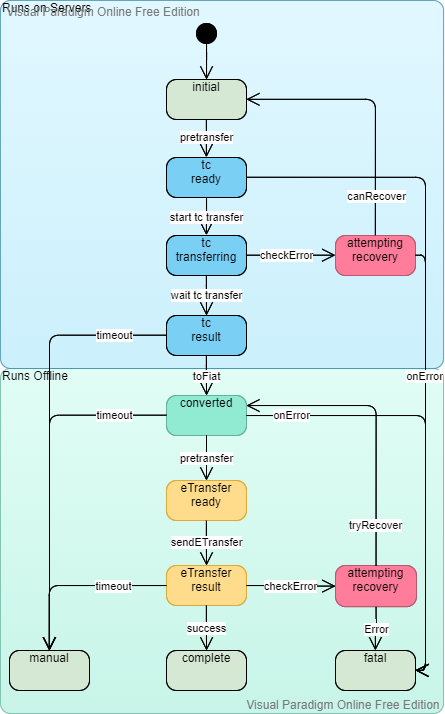 Runs on Servers
Visual Paradigm Online Free Edition
initial
pretransfer
tc
ready
canRecover
start tc transfer
tc
transferring
checkError
attempting
recovery
wait tc transfer
tc
result
timeout
toFiat
onError
Runs Offline
converted
timeout
onError
pretransfer
eTransfer
ready
tryRecover
sendETransfer
eTransfer
result
timeout
checkError
attempting
recovery
success
Error
manual
complete
fatal
Visual Paradigm Online Free Edition